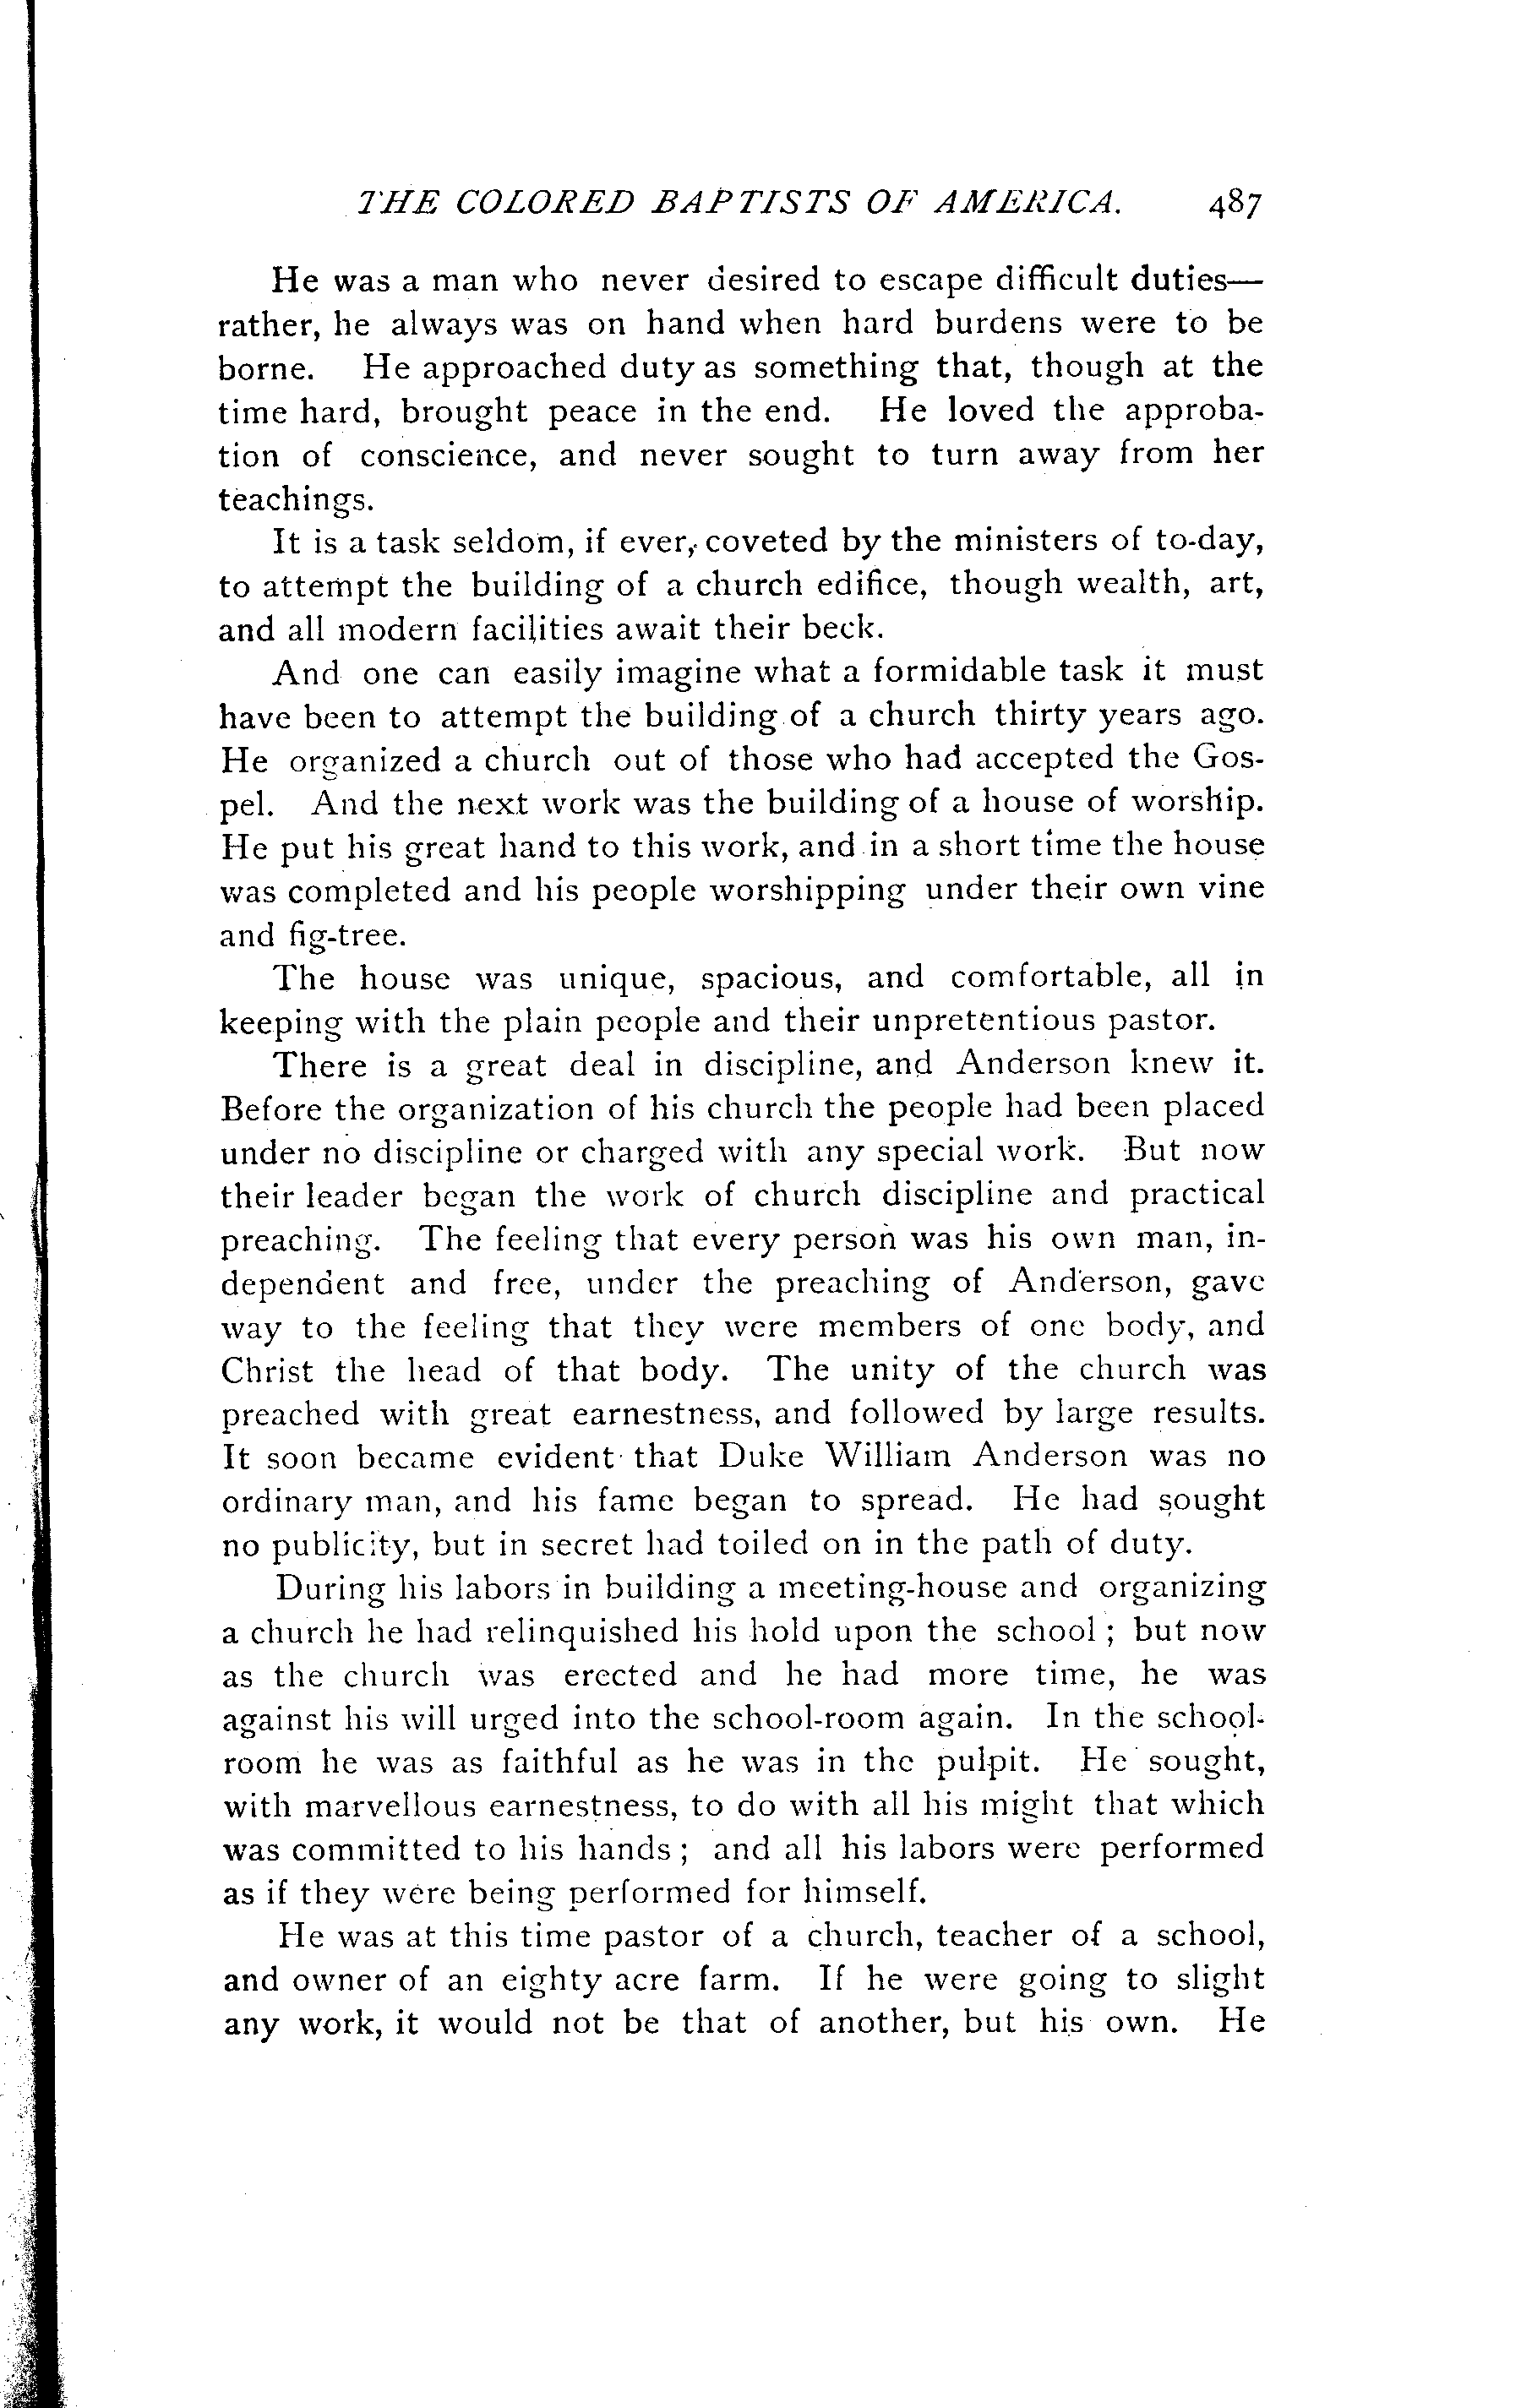 THE COLORED BAPTISTS OF AMERICA. 487
He was a man who never desired to escape difficult duties—
rather, he always was on hand when hard burdens were to be
borne. He approached duty as something that, though at the
time hard, brought peace in the end. He loved the approba-
tion of conscience, and never sought to turn away from her
teachings.
It is a task seldom, if ever, coveted by the ministers of to-day,
to attempt the building of a church edifice, though wealth, art,
and all modern facilities await their beck.
And one can easily imagine what a formidable task it must
have been to attempt the building of a church thirty years ago.
He organized a church out of those who had accepted the Gos-
pel. And the next work was the building of a house of worship.
He put his great hand to this work, and in a short time the house
was completed and his people worshipping under their own vine
and fig-tree.
The house was unique, spacious, and comfortable, all in
keeping with the plain people and their unpretentious pastor.
There is a great deal in discipline, and Anderson knew it.
Before the organization of his church the people had been placed
under no discipline or charged with any special work. But now
their leader began the work of church discipline and practical
preaching. The feeling that every person was his own man, in-
dependent and free, under the preaching of Anderson, gave
way to the feeling that they were members of one body, and
Christ the head of that body. The unity of the church was
preached with great earnestness, and followed by large results.
It soon became evident that Duke William Anderson was no
ordinary man, and his fame began to spread. He had sought
no publicity, but in secret had toiled on in the path of duty.
During his labors in building a meeting-house and organizing
a church he had relinquished his hold upon the school ; but now
as the church was erected and he had more time, he was
against his will urged into the school-room again. In the school-
room he was as faithful as he was in the pulpit. He sought,
with marvellous earnestness, to do with all his might that which
was committed to his hands ; and all his labors were performed
as if they were being performed for himself.
He was at this time pastor of a church, teacher of a school,
and owner of an eighty acre farm. If he were going to slight
any work, it would not be that of another, but his own. He